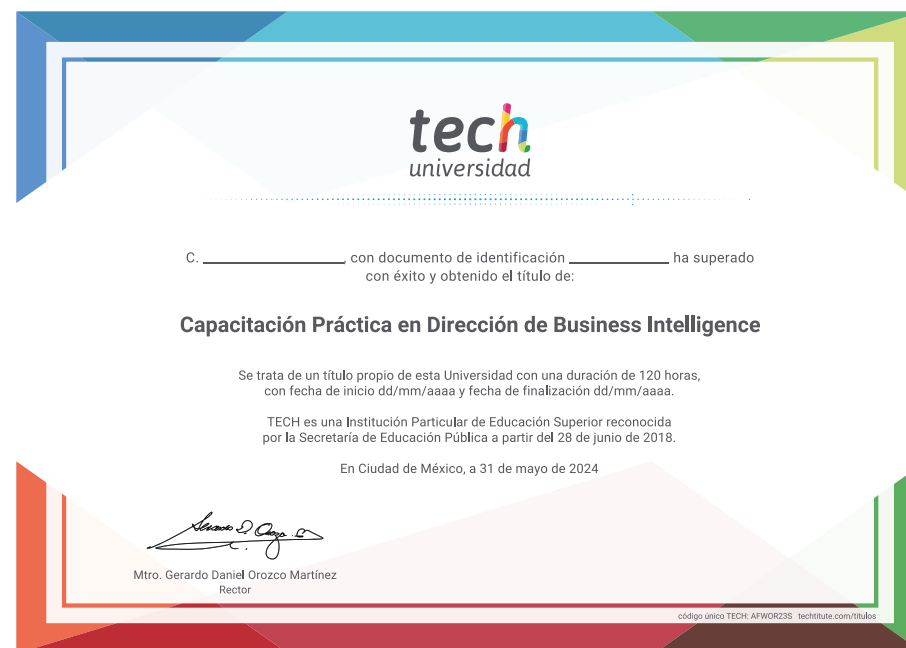 tech
universidad
C. ____________, con documento de identificación ____________ ha superado
con éxito y obtenido el título de:
Capacitación Práctica en Dirección de Business Intelligence
Se trata de un título propio de esta Universidad con una duración de 120 horas,
con fecha de inicio dd/mm/aaaa y fecha de finalización dd/mm/aaaa.
TECH es una Institución Particular de Educación Superior reconocida
por la Secretaría de Educación Pública a partir del 28 de junio de 2018.
En Ciudad de México, a 31 de mayo de 2024
Mtro. Gerardo Daniel Orozco Martínez
Rector
código único TECH: AFWOR23S techtitute.com/titulos